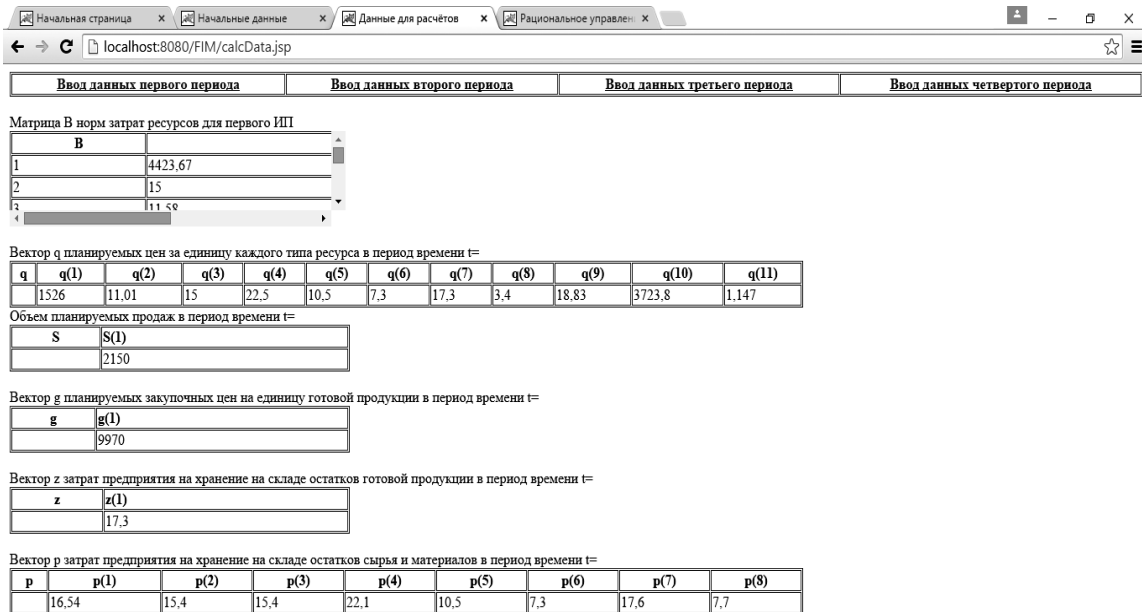 Начальная страница Начальные данные Данные для расчётов Рациональное управлен
localhost:8080/FIM/calcData.jsp
Ввод данных первого периода Ввод данных второго периода Ввод данных третьего периода Ввод данных четвертого периода
Матрица B норм затрат ресурсов для первого ИП
B
1 4423,67
2 15
3 11,58
Вектор q планируемых цен за единицу каждого типа ресурса в период времени t=
q q(1) q(2) q(3) q(4) q(5) q(6) q(7) q(8) q(9) q(10) q(11)
1526 11,01 15 22,5 10,5 7,3 17,3 3,4 18,83 3723,8 1,147
Объем планируемых продаж в период времени t=
S S(1)
2150
Вектор g планируемых закупочных цен на единицу готовой продукции в период времени t=
g g(1)
9970
Вектор z затрат предприятия на хранение на складе остатков готовой продукции в период времени t=
z z(1)
17,3
Вектор p затрат предприятия на хранение на складе остатков сырья и материалов в период времени t=
p p(1) p(2) p(3) p(4) p(5) p(6) p(7) p(8)
16,54 15,4 15,4 22,1 10,5 7,3 17,6 7,7